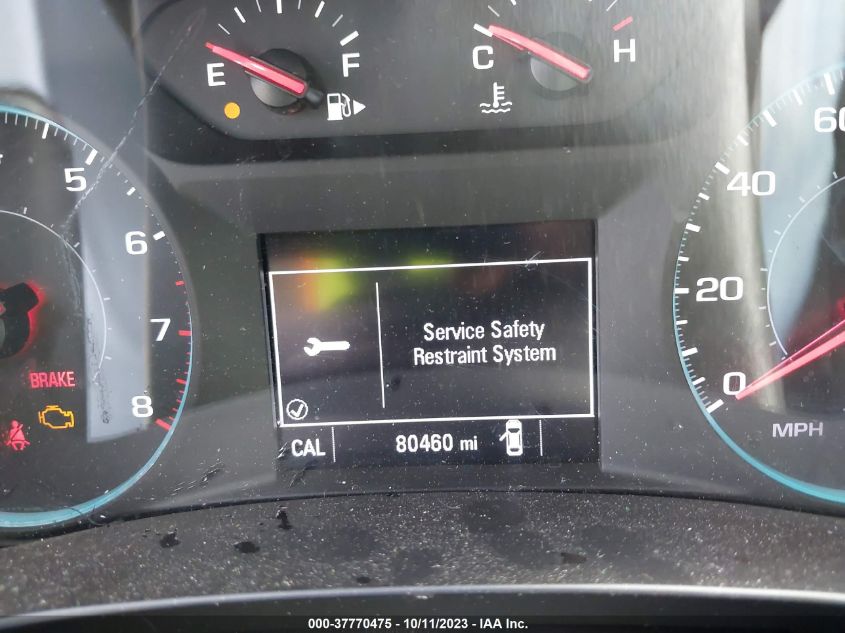 E F
C H
5
6
7
8
BRAKE
Service Safety
Restraint System
CAL 80460 mi
60
40
20
0
MPH
000-37770475 - 10/11/2023 - ©IAA Inc.